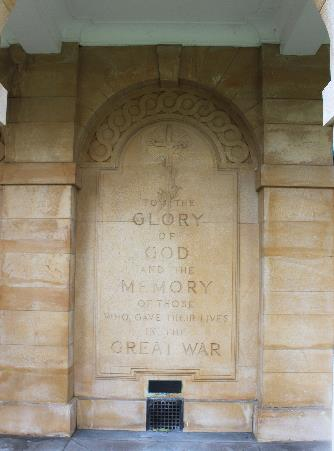 TO THE
GLORY
OF
GOD
AND THE
MEMORY
OF THOSE
WHO GAVE THEIR LIVES
IN THE
GREAT WAR